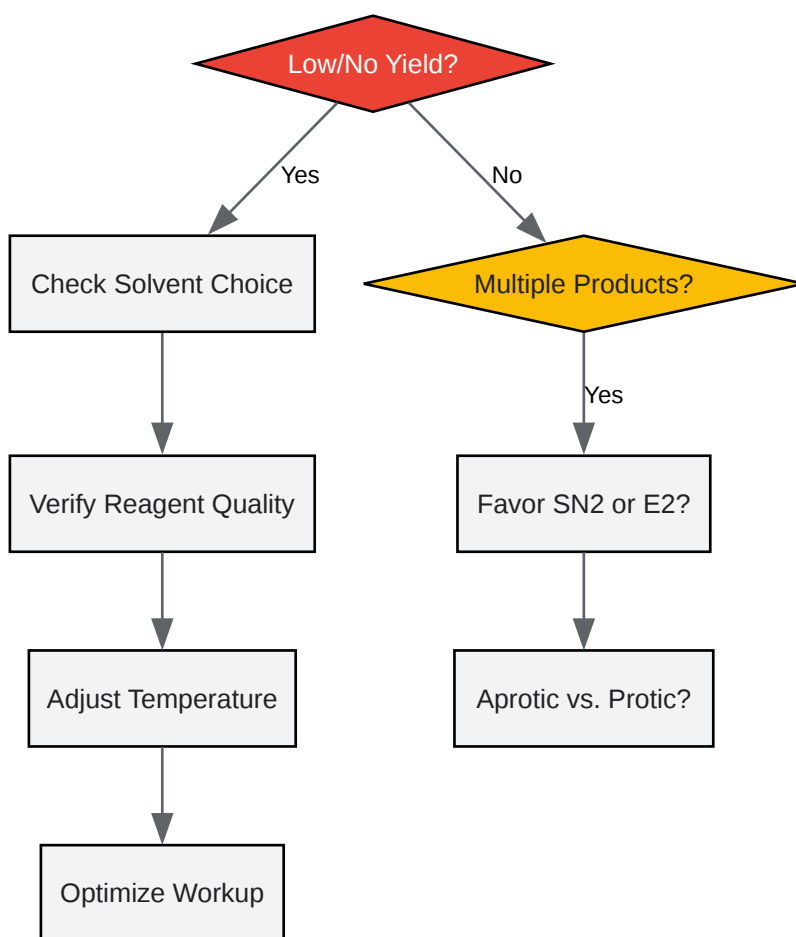 Low/No Yield?
Yes
No
Check Solvent Choice
Multiple Products?
Yes
Verify Reagent Quality
Favor SN2 or E2?
Adjust Temperature
Aprotic vs. Protic?
Optimize Workup